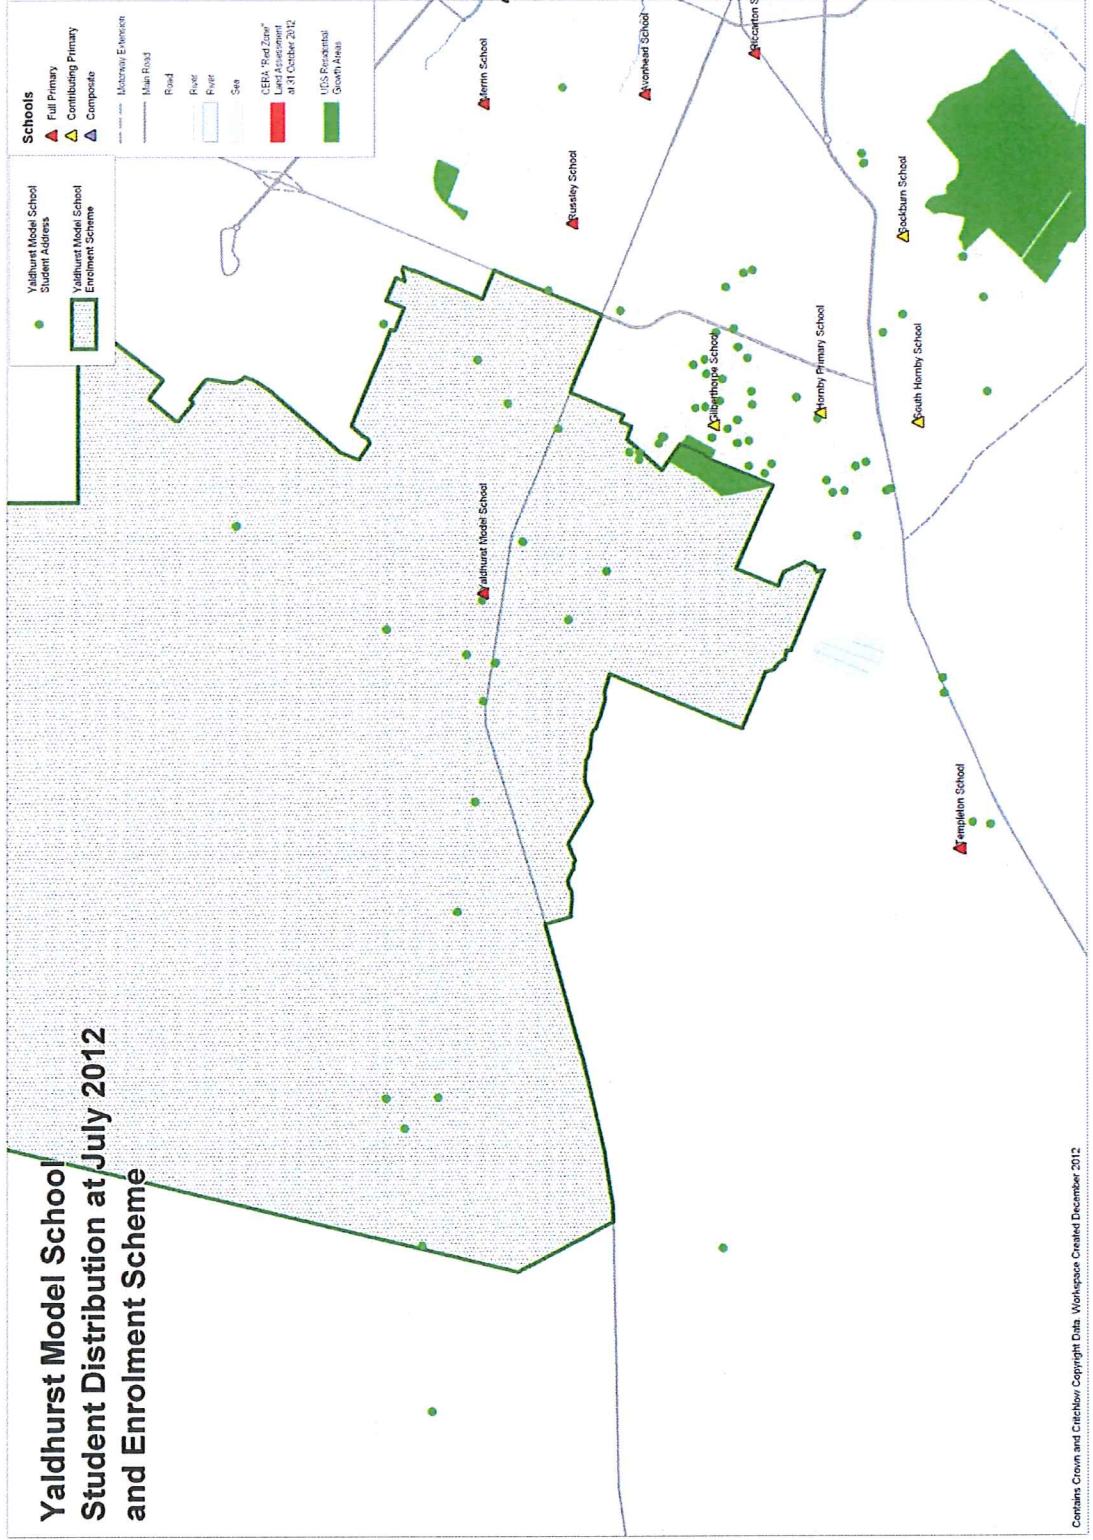 Yaldhurst Model School
Student Distribution at July 2012
and Enrolment Scheme
Yaldhurst Model School
Student Address
Yaldhurst Model School
Enrolment Scheme
Schools
Full Primary
Contributing Primary
Composite
Motorway Extension
Main Road
Road
River
River
Sea
CERA "Red Zone"
Land Assessment
at 31 October 2012
UDS Residential
Growth Areas
Merrin School
Avonhead School
Riccarton S
Russley School
Yaldhurst Model School
Gilberthorpe School
Hornby Primary School
Sockburn School
South Hornby School
Templeton School
Contains Crown and Critchlow Copyright Data. Workspace Created December 2012